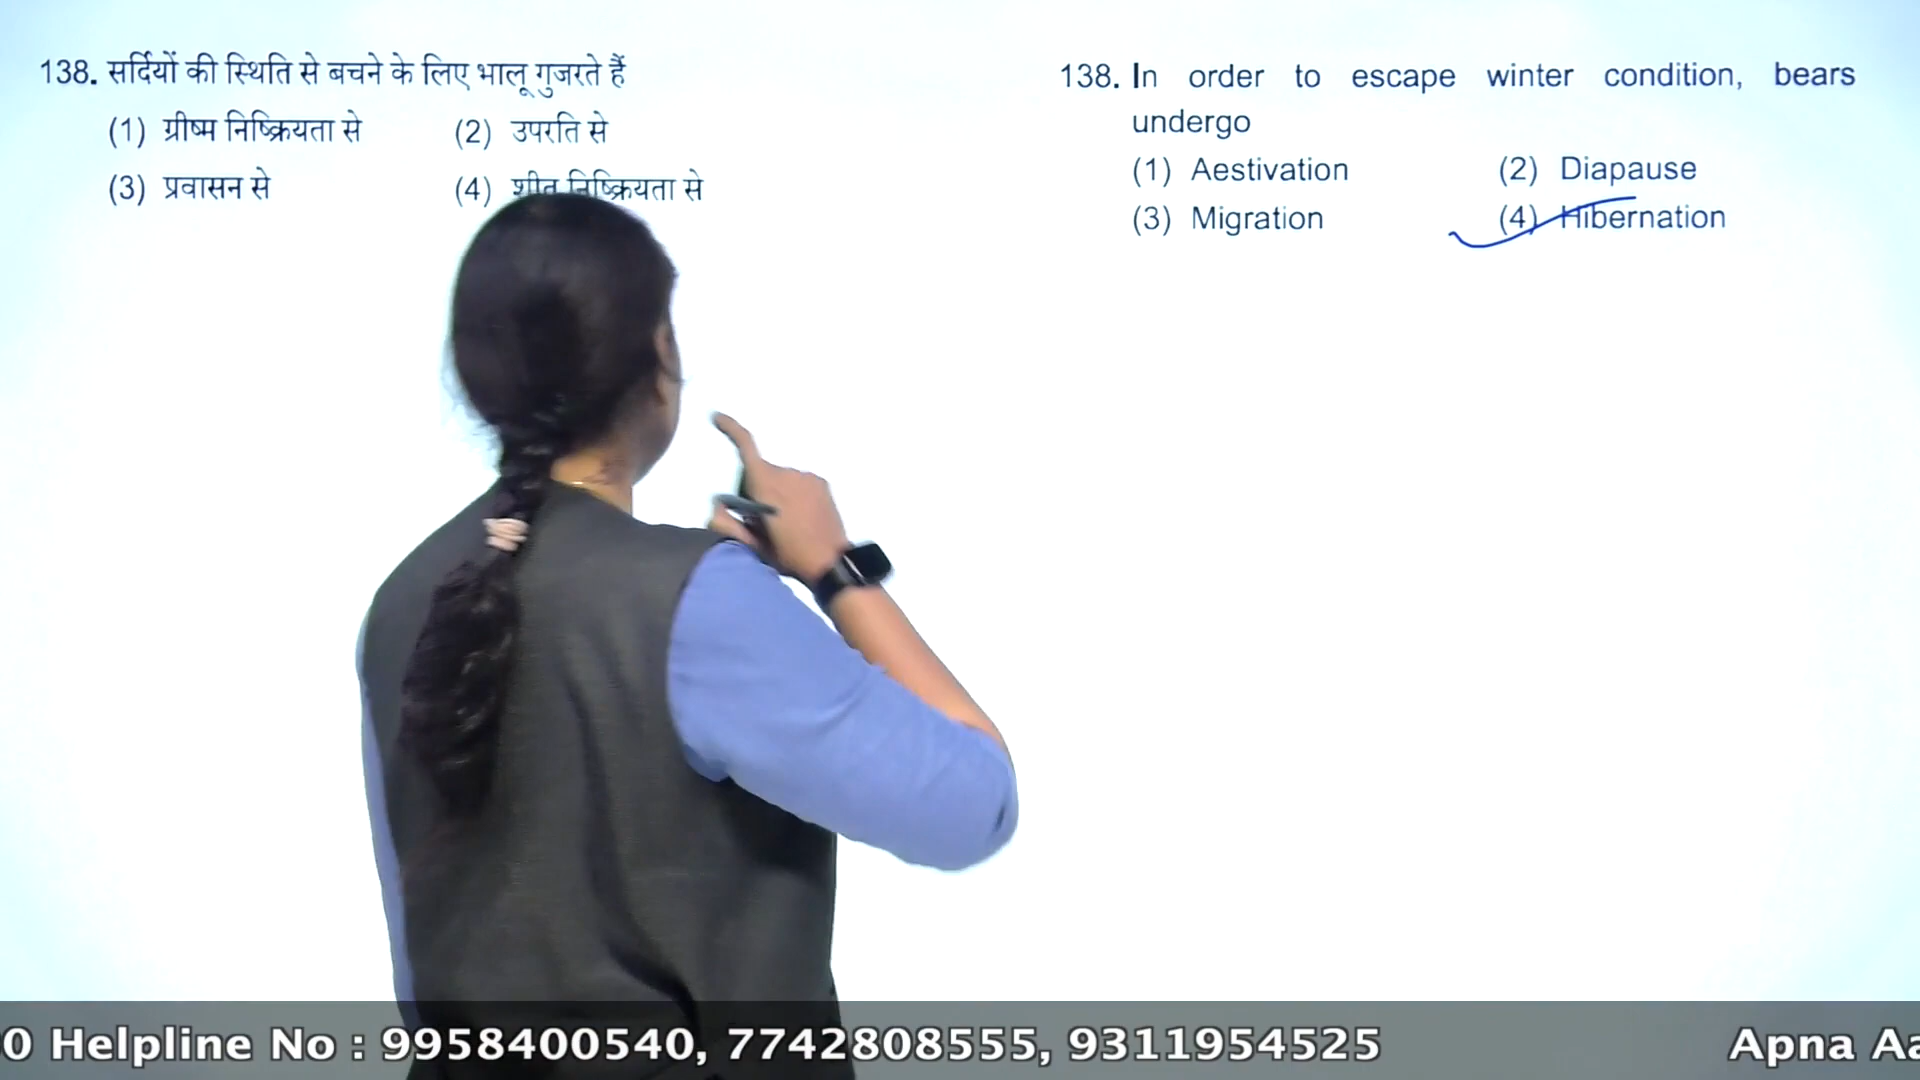 138. सर्दियों की स्थिति से बचने के लिए भालू गुजरते हैं
(1) ग्रीष्म निष्क्रियता से (2) उपरति से
(3) प्रवासन से (4) शीत निष्क्रियता से
138. In order to escape winter condition, bears
undergo
(1) Aestivation (2) Diapause
(3) Migration (4) Hibernation
0 Helpline No : 9958400540, 7742808555, 9311954525 Apna Aa